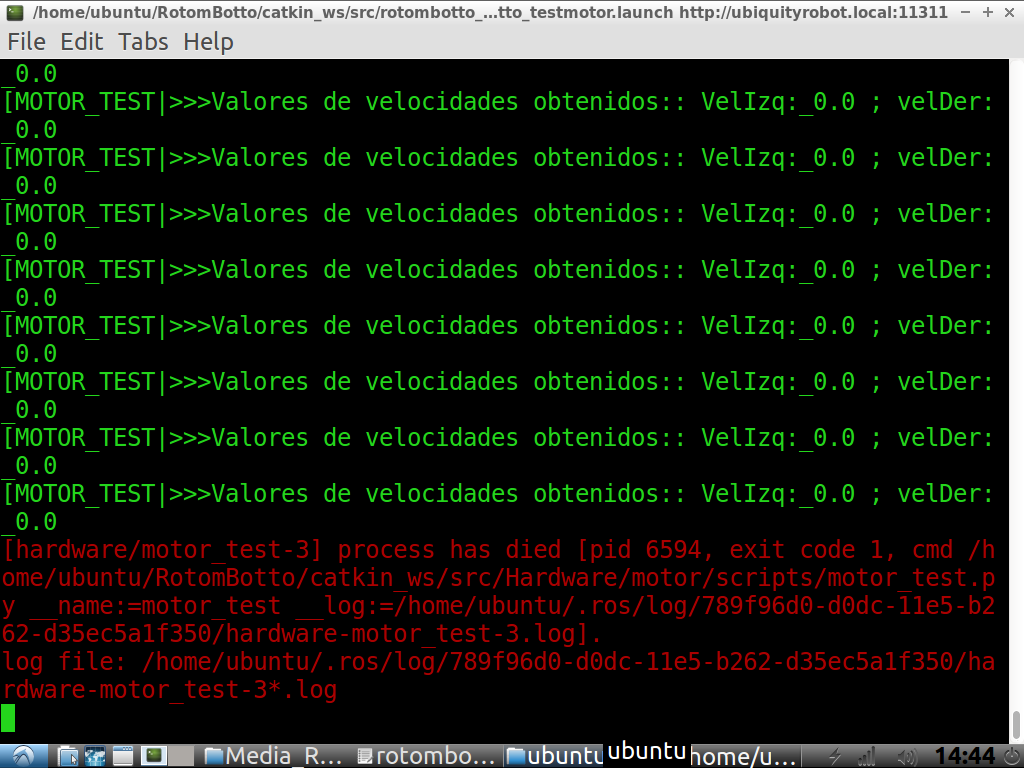 /home/ubuntu/RotomBotto/catkin_ws/src/rotombotto_...tto_testmotor.launch http://ubiquityrobot.local:11311
File Edit Tabs Help
_0.0
[MOTOR_TEST|>>>Valores de velocidades obtenidos:: VelIzq:_0.0 ; velDer:
_0.0
[MOTOR_TEST|>>>Valores de velocidades obtenidos:: VelIzq:_0.0 ; velDer:
_0.0
[MOTOR_TEST|>>>Valores de velocidades obtenidos:: VelIzq:_0.0 ; velDer:
_0.0
[MOTOR_TEST|>>>Valores de velocidades obtenidos:: VelIzq:_0.0 ; velDer:
_0.0
[MOTOR_TEST|>>>Valores de velocidades obtenidos:: VelIzq:_0.0 ; velDer:
_0.0
[MOTOR_TEST|>>>Valores de velocidades obtenidos:: VelIzq:_0.0 ; velDer:
_0.0
[MOTOR_TEST|>>>Valores de velocidades obtenidos:: VelIzq:_0.0 ; velDer:
_0.0
[MOTOR_TEST|>>>Valores de velocidades obtenidos:: VelIzq:_0.0 ; velDer:
_0.0
[hardware/motor_test-3] process has died [pid 6594, exit code 1, cmd /h
ome/ubuntu/RotomBotto/catkin_ws/src/Hardware/motor/scripts/motor_test.p
y __name:=motor_test __log:=/home/ubuntu/.ros/log/789f96d0-d0dc-11e5-b2
62-d35ec5a1f350/hardware-motor_test-3.log].
log file: /home/ubuntu/.ros/log/789f96d0-d0dc-11e5-b262-d35ec5a1f350/ha
rdware-motor_test-3*.log
Media_R... rotombo... ubuntu ubuntu home/u... 14:44